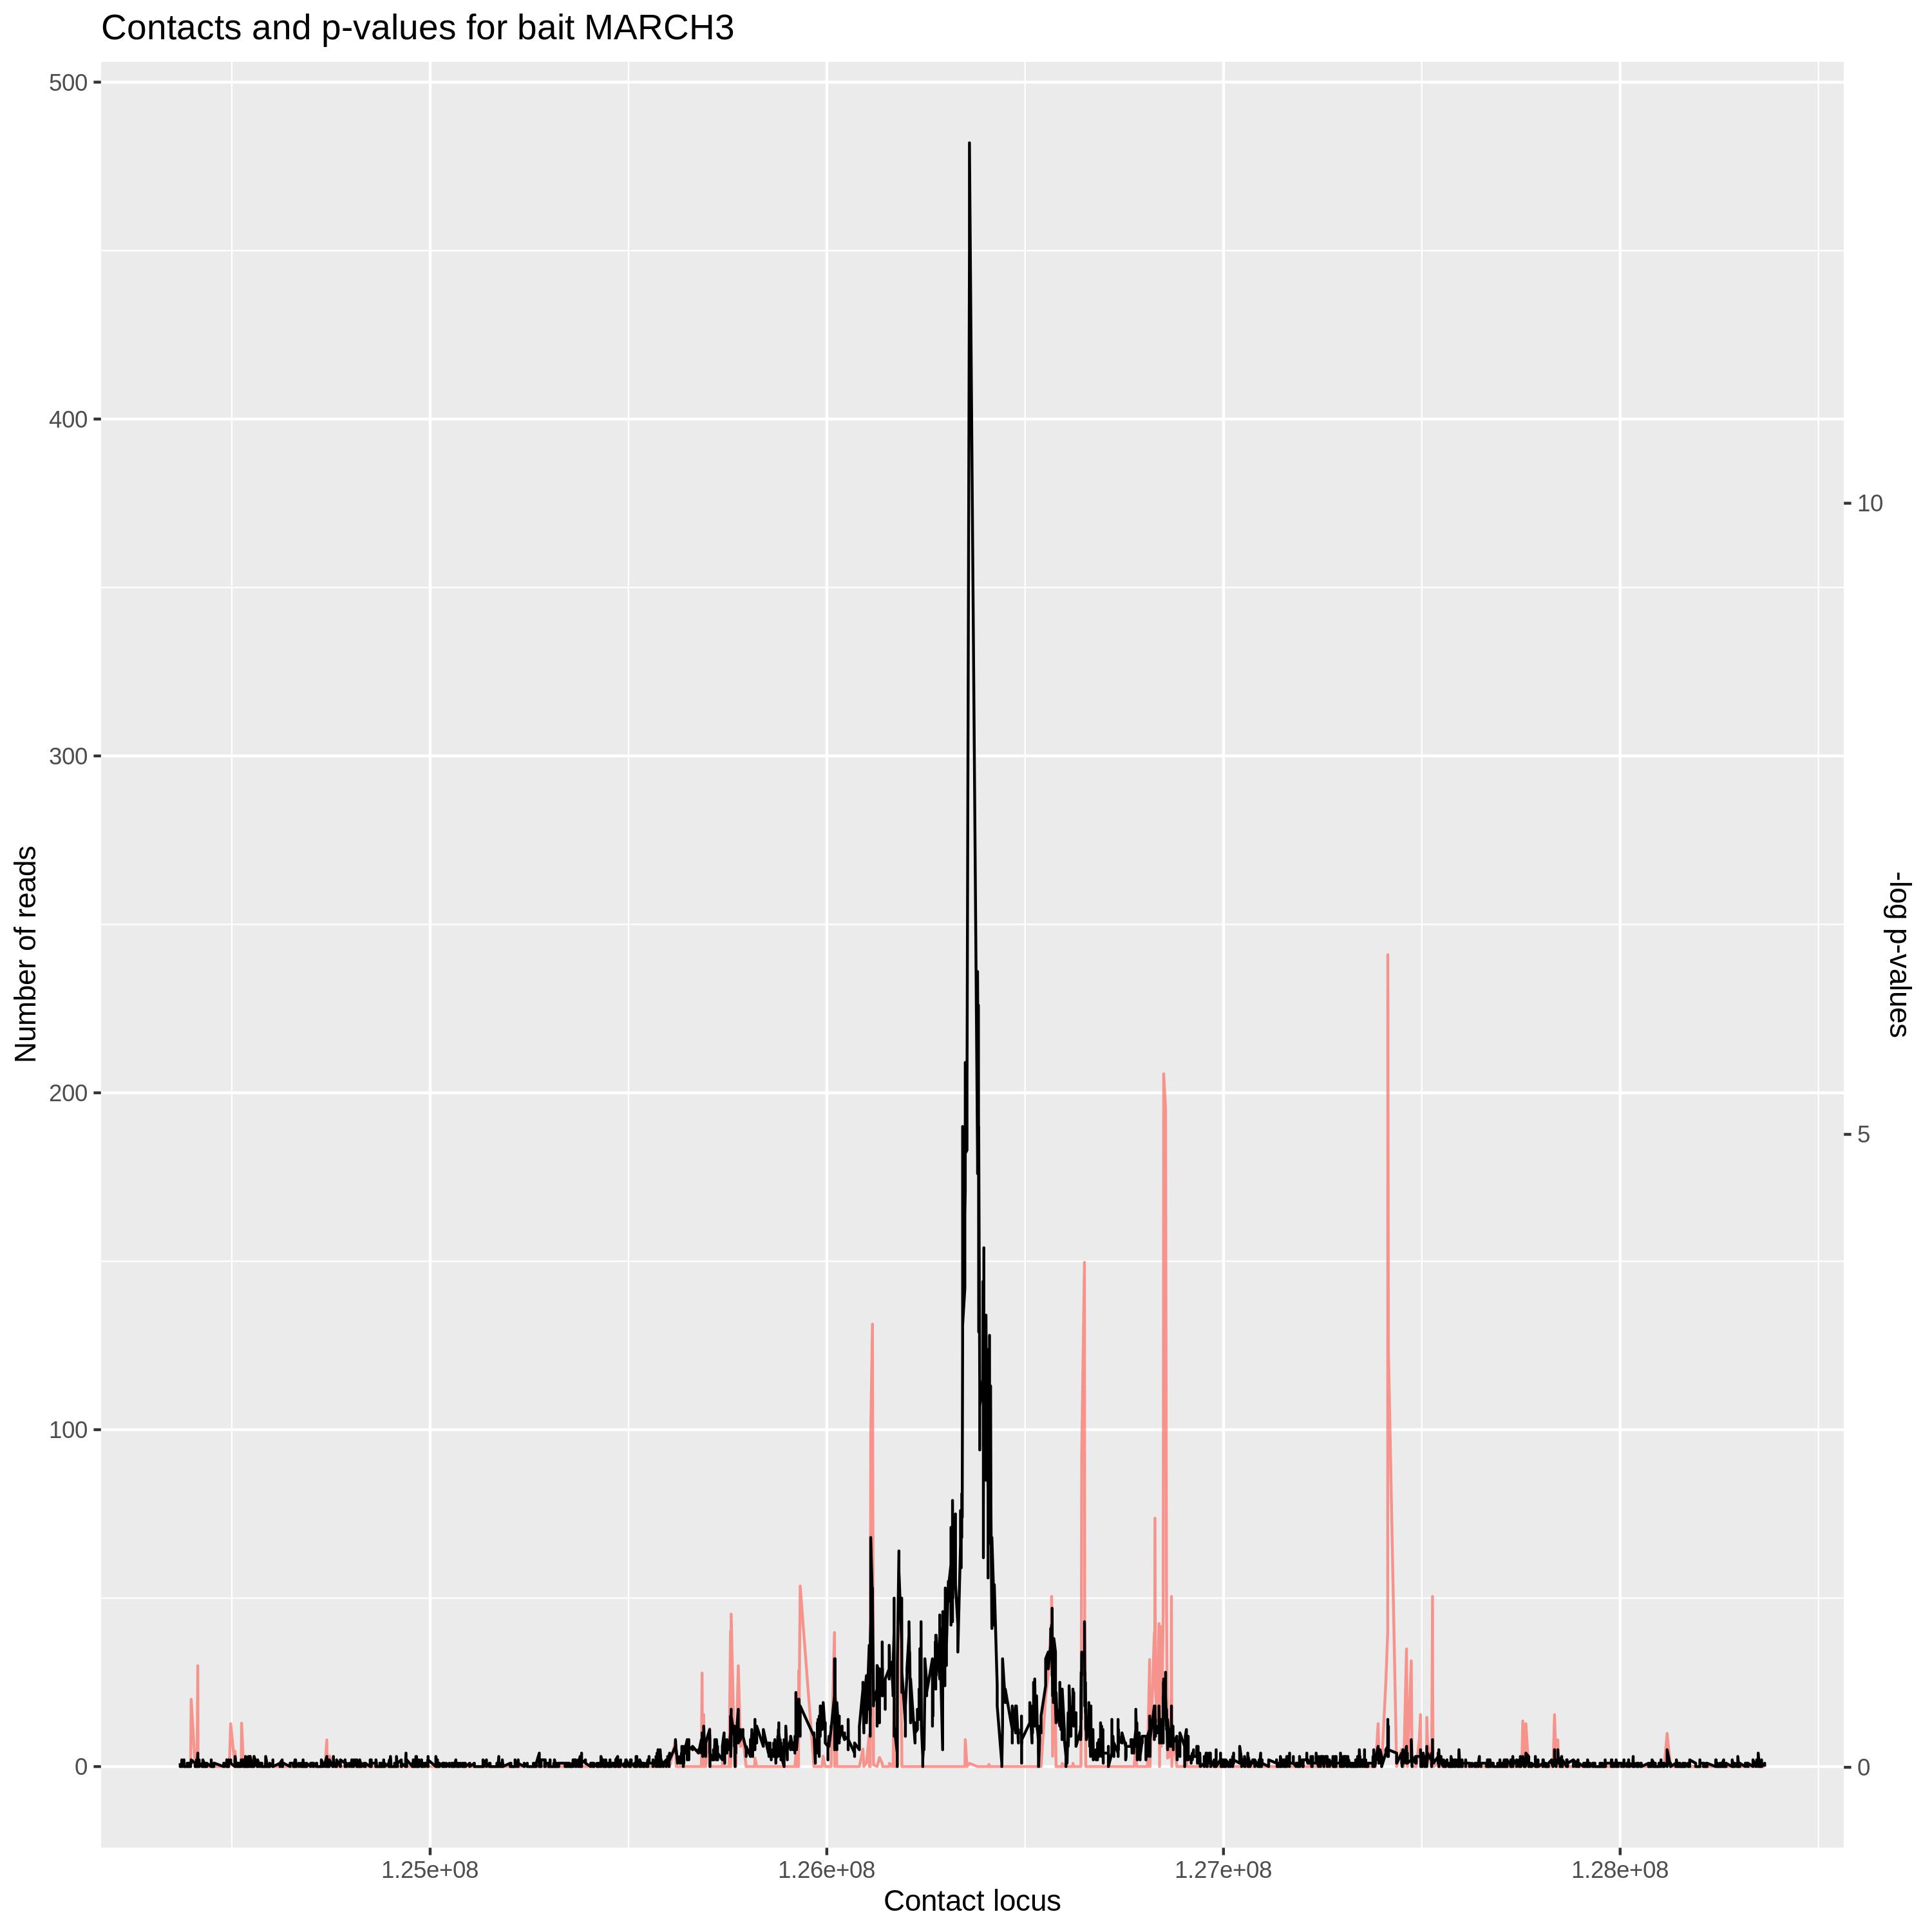 Contacts and p-values for bait MARCH3
500
400
300
200
100
0
Number of reads
10
5
0
-log p-values
1.25e+08
1.26e+08
1.27e+08
1.28e+08
Contact locus